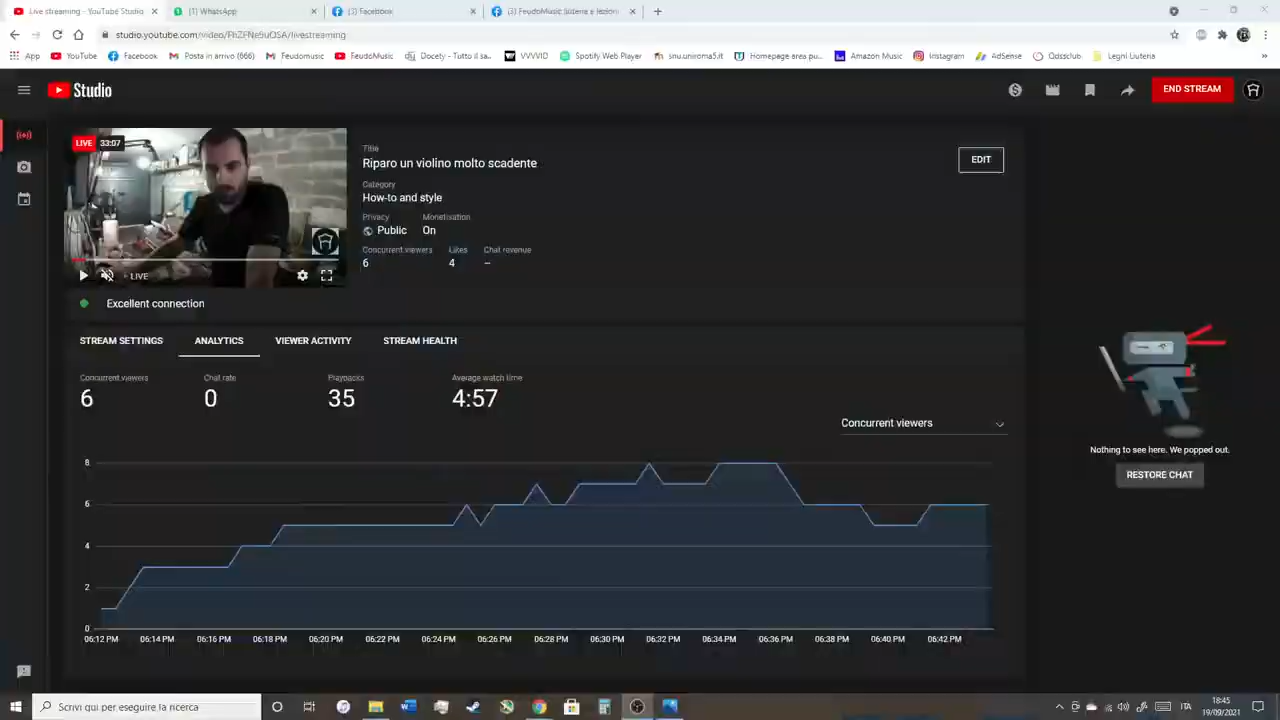 Live streaming - YouTube Studio
(1) WhatsApp
(3) Facebook
(3) FeudoMusic
studio.youtube.com/video/
App
YouTube
Facebook
Posta in arrivo (666)
Feudomusic
FeudoMusic
Docety - Tutto il sa...
VVVVID
Spotify Web Player
snu.uniroma5.it
Homepage area pu...
Amazon Music
Instagram
AdSense
Legni-Liuteria
Studio
END STREAM
LIVE 33:07
LIVE
Title
Riparo un violino molto scadente
EDIT
Category
How-to and style
Privacy Monetisation
Public On
Concurrent viewers Likes Chat revenue
6 4 –
Excellent connection
STREAM SETTINGS ANALYTICS VIEWER ACTIVITY STREAM HEALTH
Concurrent viewers Chat rate Playbacks Average watch time
6 0 35 4:57
Concurrent viewers
8
6
4
2
0
06:12 PM 06:14 PM 06:16 PM 06:18 PM 06:20 PM 06:22 PM 06:24 PM 06:26 PM 06:28 PM 06:30 PM 06:32 PM 06:34 PM 06:36 PM 06:38 PM 06:40 PM 06:42 PM
Nothing to see here. We popped out.
RESTORE CHAT
Scrivi qui per eseguire la ricerca
ITA
18:45
19/09/2021